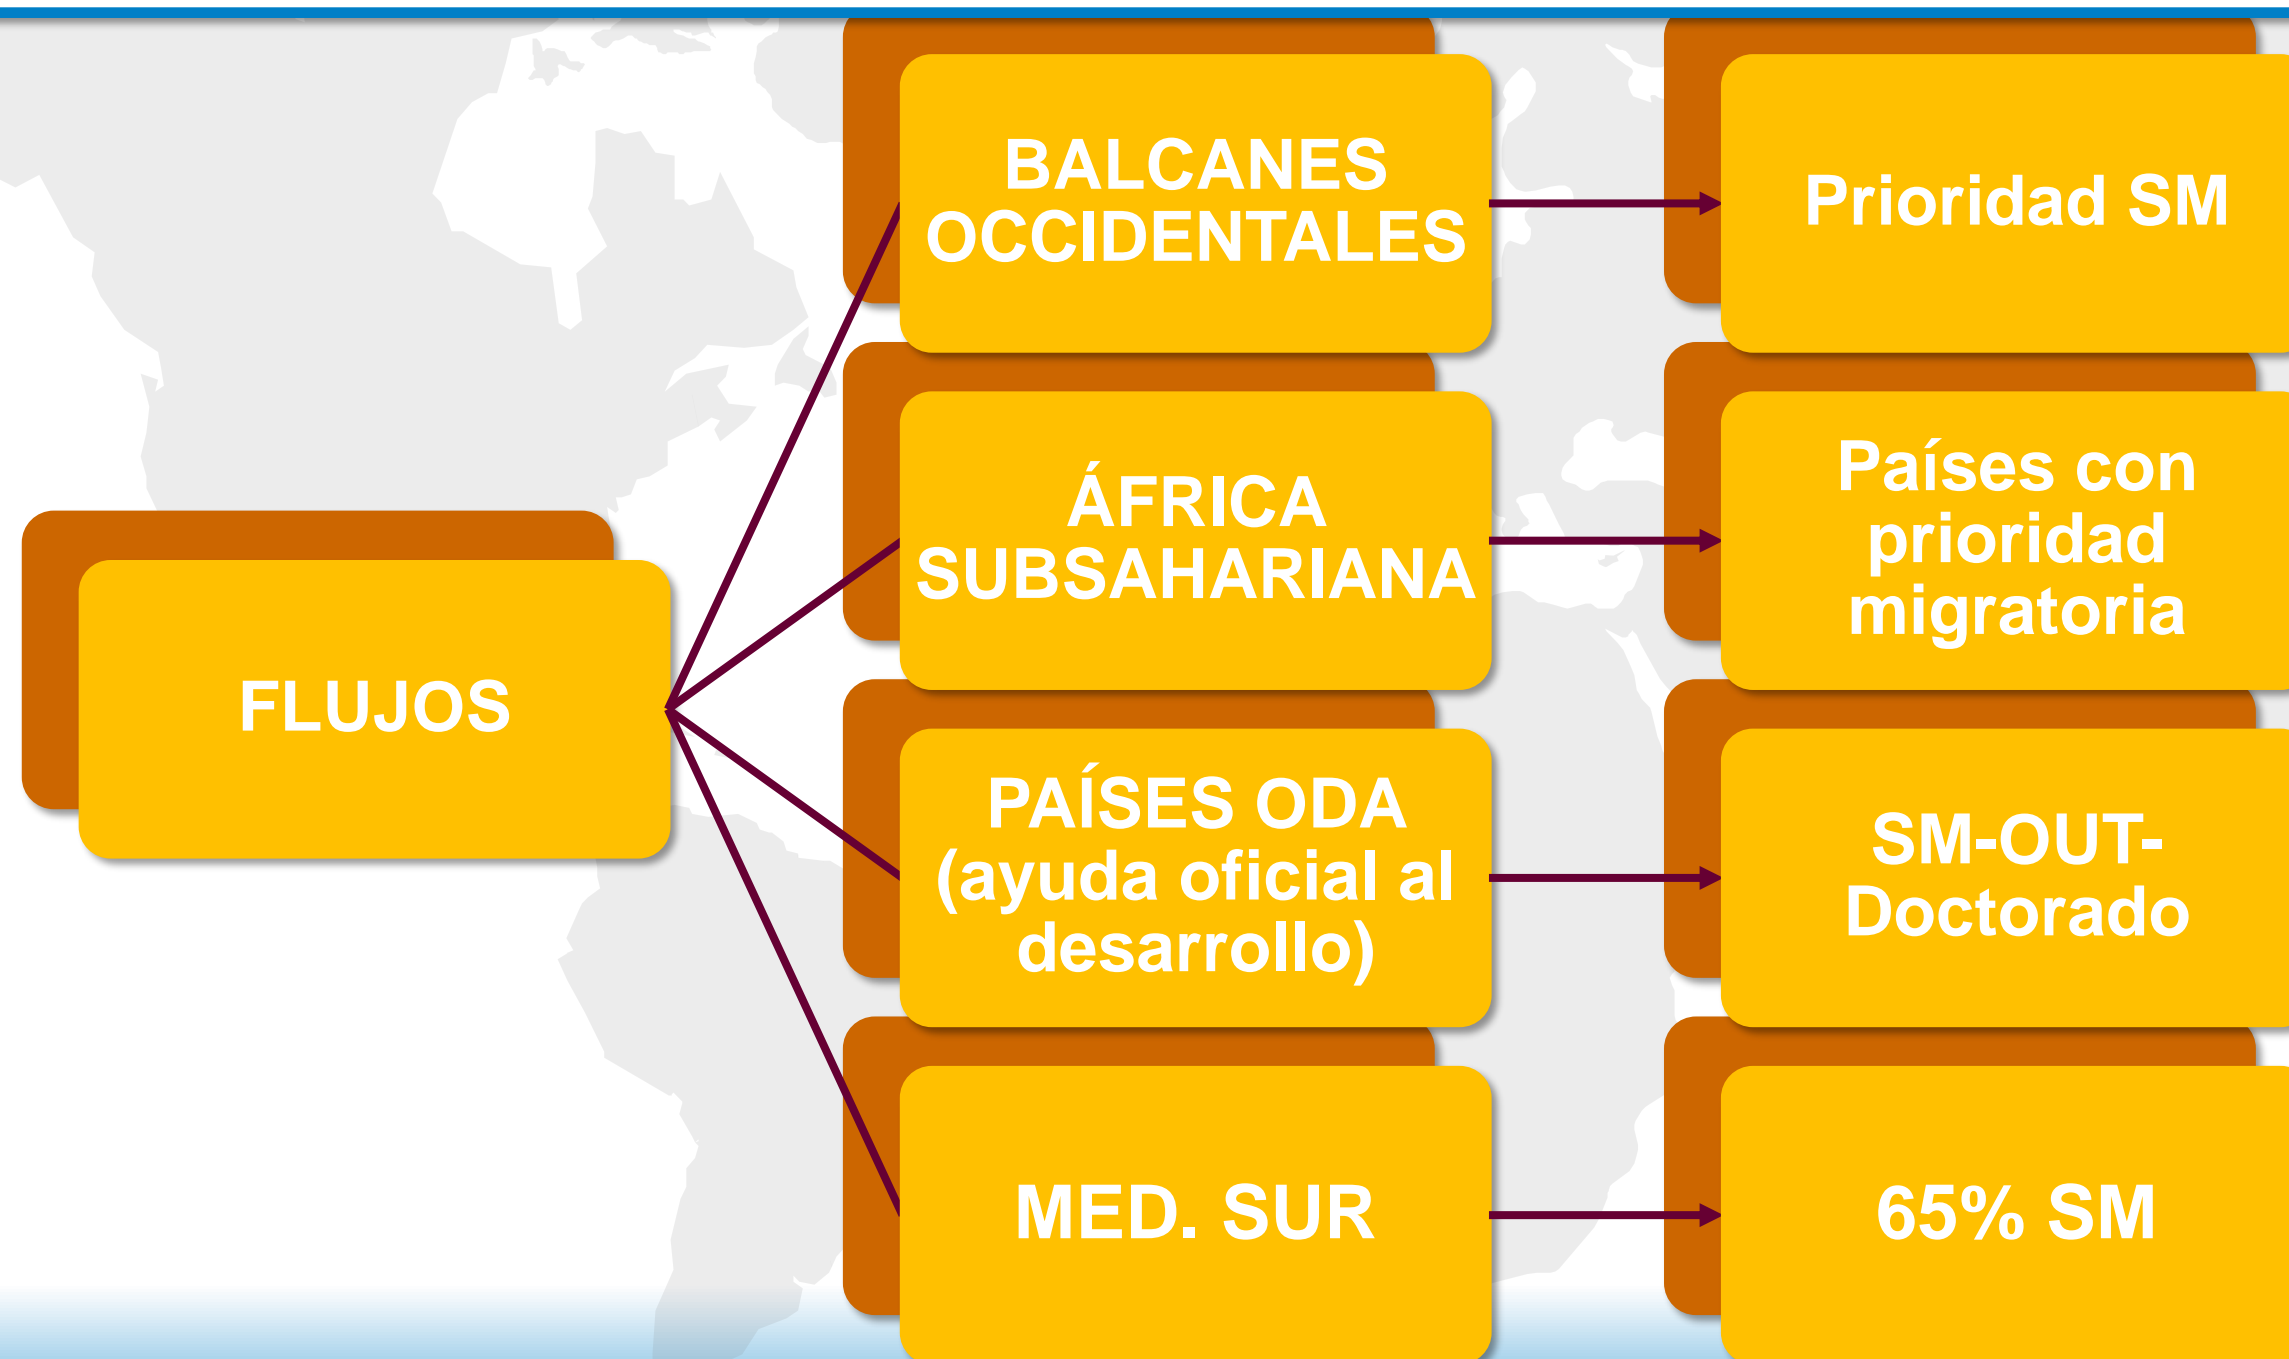 FLUJOS
BALCANES
OCCIDENTALES
Prioridad SM
ÁFRICA
SUBSAHARIANA
Países con
prioridad
migratoria
PAÍSES ODA
(ayuda oficial al
desarrollo)
SM-OUT-
Doctorado
MED. SUR
65% SM